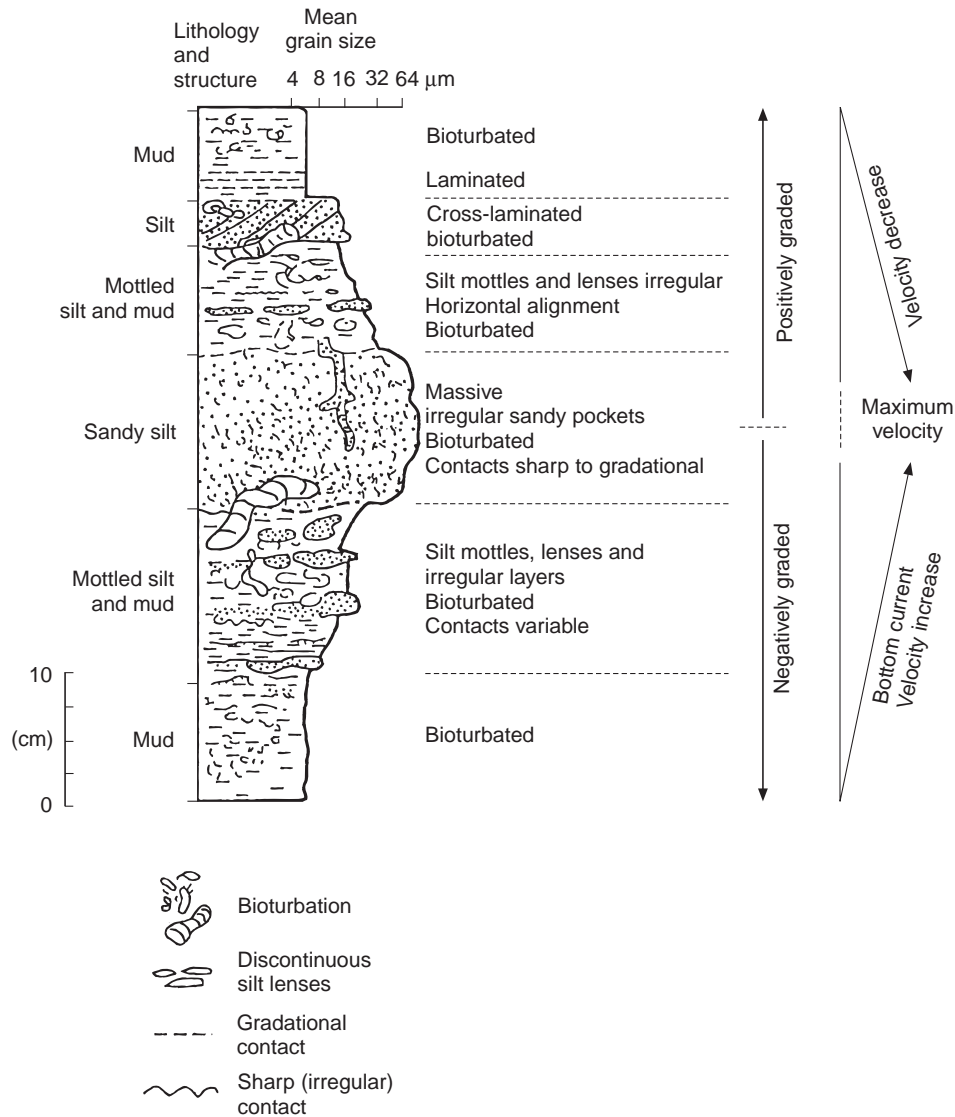 Lithology
and
structure
Mean
grain size
4 8 16 32 64 μm
Mud
Bioturbated
Laminated
Silt
Cross-laminated
bioturbated
Mottled
silt and mud
Silt mottles and lenses irregular
Horizontal alignment
Bioturbated
Sandy silt
Massive
irregular sandy pockets
Bioturbated
Contacts sharp to gradational
Mottled silt
and mud
Silt mottles, lenses and
irregular layers
Bioturbated
Contacts variable
Mud
Bioturbated
10
(cm)
0
Positively graded
Negatively graded
Velocity decrease
Maximum
velocity
Bottom current
Velocity increase
Bioturbation
Discontinuous
silt lenses
Gradational
contact
Sharp (irregular)
contact